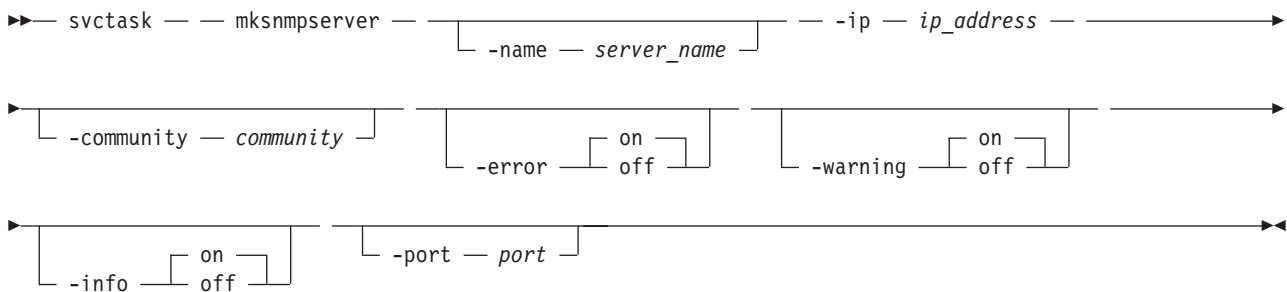 svctask — mksnmpserver -ip — ip_address
-name — server_name
-community — community
on on
-error off -warning off
on
-info off -port — port